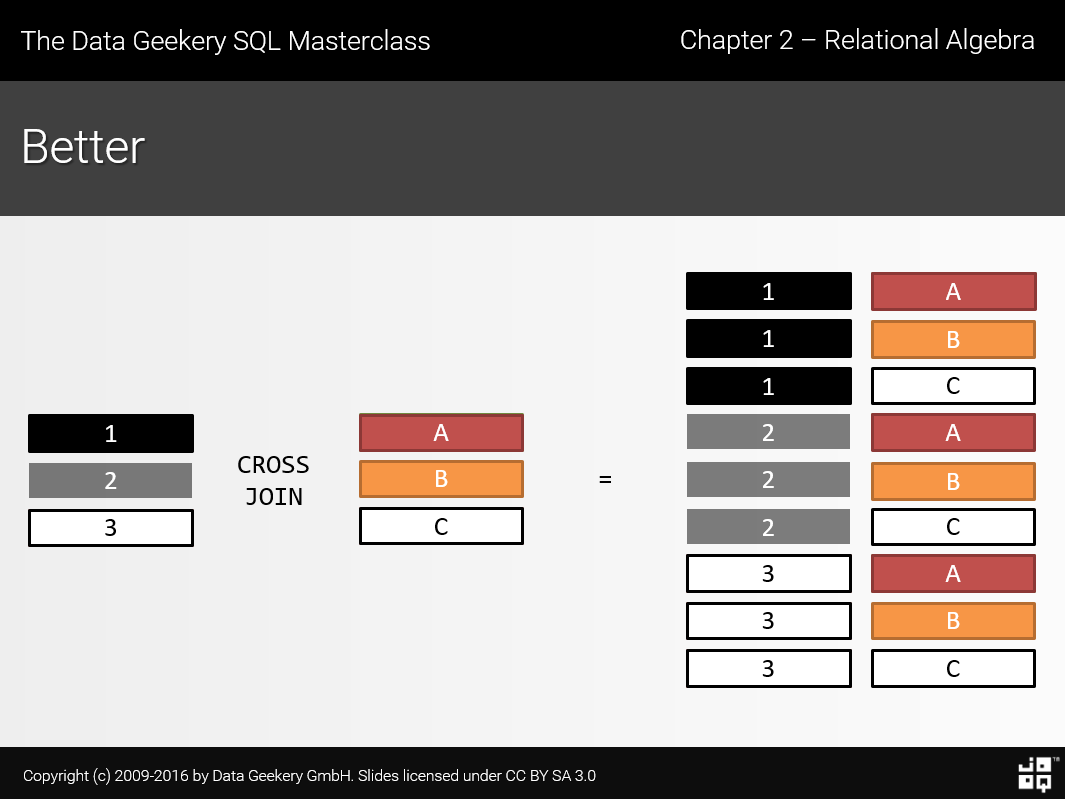 The Data Geekery SQL Masterclass
Chapter 2 – Relational Algebra
Better
1
2
3
CROSS
JOIN
A
B
C
=
1 A
1 B
1 C
2 A
2 B
2 C
3 A
3 B
3 C
Copyright (c) 2009-2016 by Data Geekery GmbH. Slides licensed under CC BY SA 3.0
JOOQ™